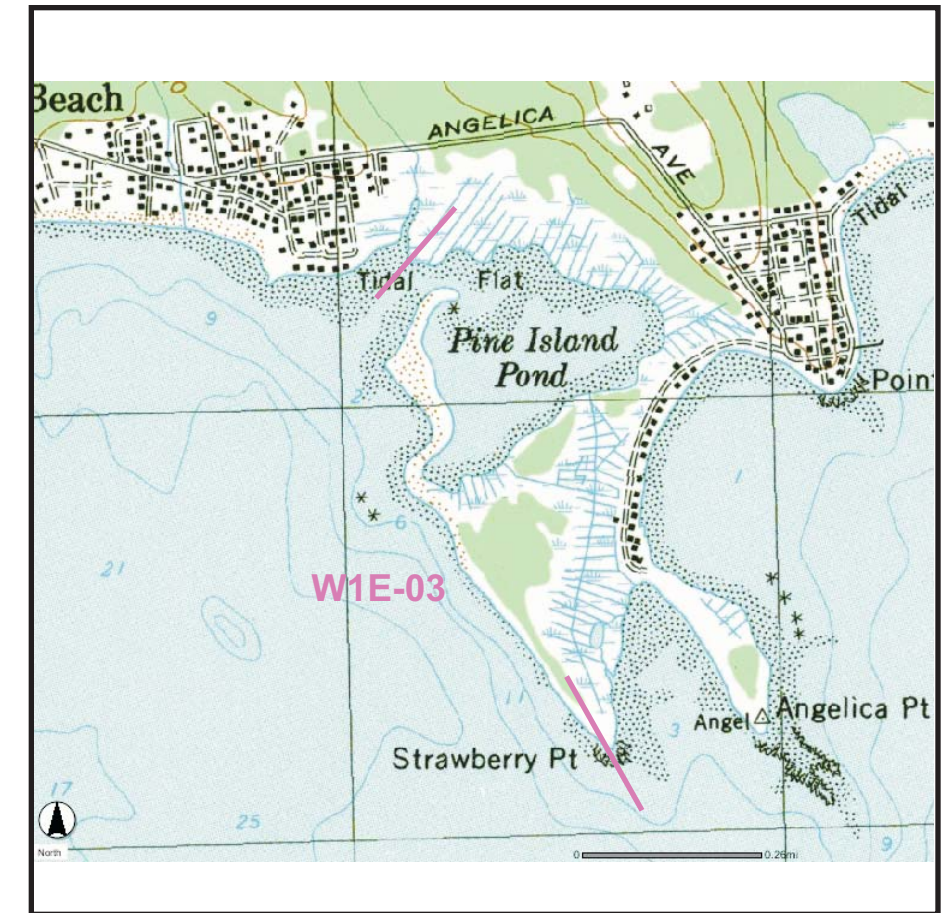 Beach
ANGELICA
AVE
Tidal
Tidal Flat
9
Pine Island
Pond
2
Poin
1
6
21
W1E-03
11
Angel
Angelica Pt
3
Strawberry Pt
17
25
9
North
0
0.26mi